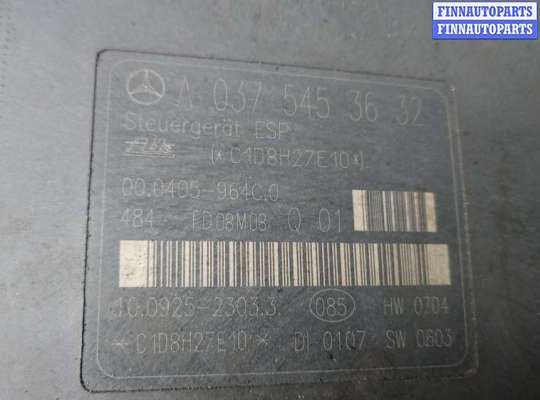 FINNAUTOPARTS
FINNAUTOPARTS
A 037 545 36 32
Steuergerät ESP
(*C1D8H27E10*)
00.0405-964C.0
484 FD08M08 Q 01
10.0925-2303.3 085 HW 0704
*C1D8H27E10* DI 0107 SW 0603